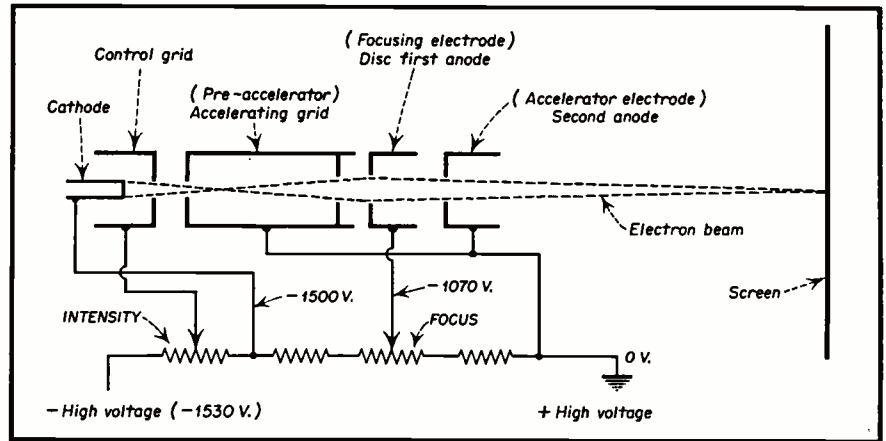 Control grid
Cathode
(Pre-accelerator)
Accelerating grid
(Focusing electrode)
Disc first anode
(Accelerator electrode)
Second anode
Electron beam
Screen
INTENSITY
-1500 V.
-1070 V.
FOCUS
0 V.
- High voltage (-1530 V.)
+ High voltage